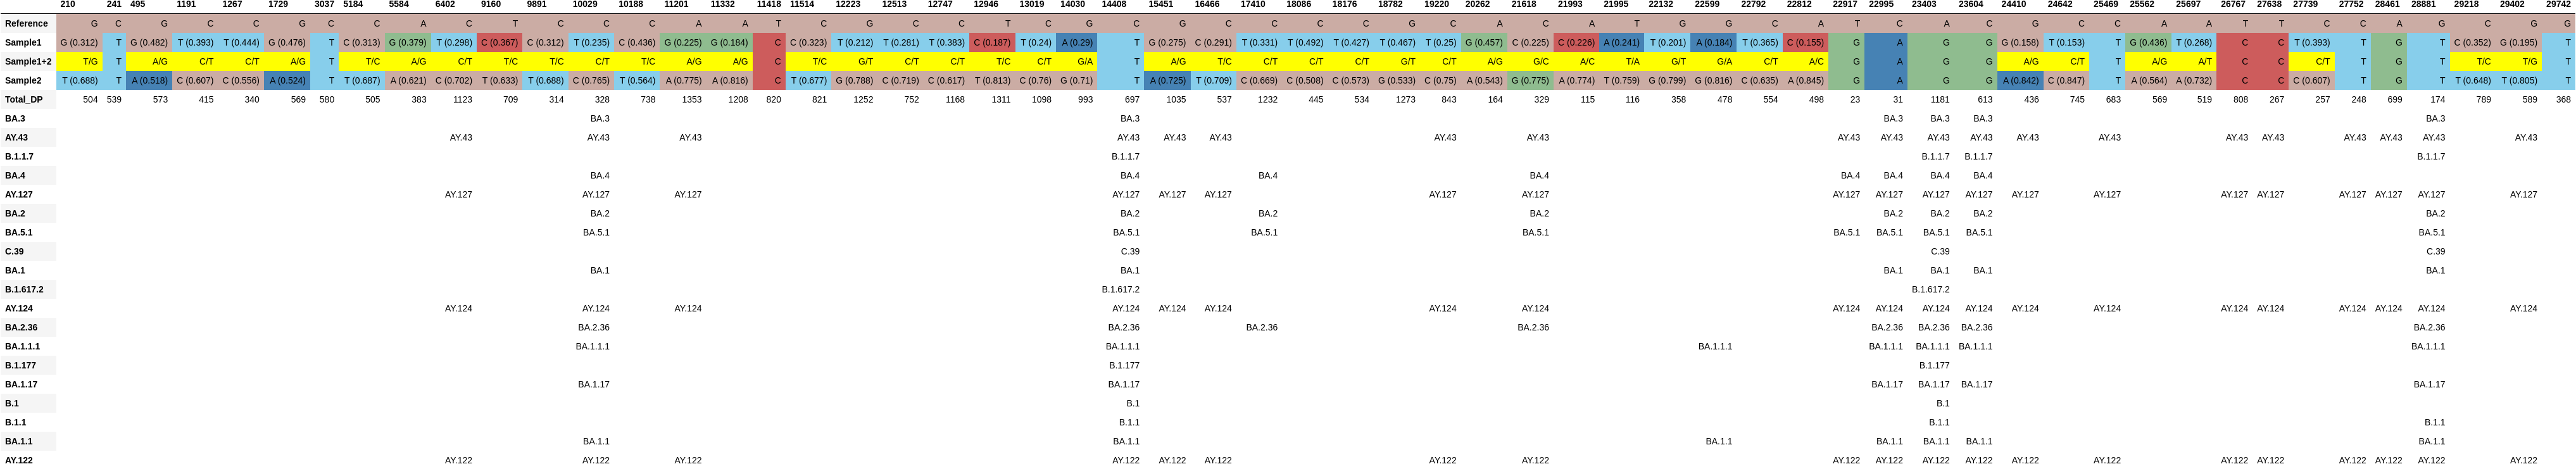 210 241 495 1191 1267 1729 3037 5184 5584 6402 9160 9891 10029 10188 11201 11332 11418 11514 12223 12513 12747 12946 13019 14030 14408 15451 16466 17410 18086 18176 18782 19220 20262 21618 21993 21995 22132 22599 22792 22812 22917 22995 23403 23604 24410 24642 25469 25562 25697 26767 27638 27739 27752 28461 28881 29218 29402 29742
Reference G C G C C G C C A C T C C C A A T C G C C T C G C G C C C C G C A C A T G G C A T C A C G C C A A T T C C A G C G G
Sample1 G (0.312) T G (0.482) T (0.393) T (0.444) G (0.476) T C (0.313) G (0.379) T (0.298) C (0.367) C (0.312) T (0.235) C (0.436) G (0.225) G (0.184) C C (0.323) T (0.212) T (0.281) T (0.383) C (0.187) T (0.24) A (0.29) T G (0.275) C (0.291) T (0.331) T (0.492) T (0.427) T (0.467) T (0.25) G (0.457) C (0.225) C (0.226) A (0.241) T (0.201) A (0.184) T (0.365) C (0.155) G A G G G (0.158) T (0.153) T G (0.436) T (0.268) C C T (0.393) T G T C (0.352) G (0.195) T
Sample1+2 T/G T A/G C/T C/T A/G T T/C A/G C/T T/C C/T T/C T/C A/G A/G C T/C G/T C/T C/T T/C C/T G/A T A/G T/C C/T C/T C/T G/T C/T A/G G/C A/C T/A G/T G/A C/T A/C G A G G A/G C/T T A/G A/T C C C/T T G T T/C T/G T
Sample2 T (0.688) T A (0.518) C (0.607) C (0.556) A (0.524) T T (0.687) A (0.621) C (0.702) T (0.633) T (0.688) C (0.765) T (0.564) A (0.775) A (0.816) C T (0.677) G (0.788) C (0.719) C (0.617) T (0.813) C (0.76) G (0.71) T A (0.725) T (0.709) C (0.669) C (0.508) C (0.573) G (0.533) C (0.75) A (0.543) G (0.775) A (0.774) T (0.759) G (0.799) G (0.816) C (0.635) A (0.845) G A G G A (0.842) C (0.847) T A (0.564) A (0.732) C C C (0.607) T G T T (0.648) T (0.805) T
Total_DP 504 539 573 415 340 569 580 505 383 1123 709 314 328 738 1353 1208 820 821 1252 752 1168 1311 1098 993 697 1035 537 1232 445 534 1273 843 164 329 115 116 358 478 554 498 23 31 1181 613 436 745 683 569 519 808 267 257 248 699 174 789 589 368
BA.3 BA.3 BA.3 BA.3 BA.3 BA.3 BA.3
AY.43 AY.43 AY.43 AY.43 AY.43 AY.43 AY.43 AY.43 AY.43 AY.43 AY.43 AY.43 AY.43 AY.43 AY.43 AY.43 AY.43 AY.43 AY.43 AY.43 AY.43
B.1.1.7 B.1.1.7 B.1.1.7 B.1.1.7 B.1.1.7
BA.4 BA.4 BA.4 BA.4 BA.4 BA.4 BA.4 BA.4 BA.4
AY.127 AY.127 AY.127 AY.127 AY.127 AY.127 AY.127 AY.127 AY.127 AY.127 AY.127 AY.127 AY.127 AY.127 AY.127 AY.127 AY.127 AY.127 AY.127 AY.127 AY.127
BA.2 BA.2 BA.2 BA.2 BA.2 BA.2 BA.2 BA.2 BA.2
BA.5.1 BA.5.1 BA.5.1 BA.5.1 BA.5.1 BA.5.1 BA.5.1 BA.5.1 BA.5.1 BA.5.1
C.39 C.39 C.39 C.39
BA.1 BA.1 BA.1 BA.1 BA.1 BA.1 BA.1
B.1.617.2 B.1.617.2 B.1.617.2
AY.124 AY.124 AY.124 AY.124 AY.124 AY.124 AY.124 AY.124 AY.124 AY.124 AY.124 AY.124 AY.124 AY.124 AY.124 AY.124 AY.124 AY.124 AY.124 AY.124 AY.124
BA.2.36 BA.2.36 BA.2.36 BA.2.36 BA.2.36 BA.2.36 BA.2.36 BA.2.36 BA.2.36
BA.1.1.1 BA.1.1.1 BA.1.1.1 BA.1.1.1 BA.1.1.1 BA.1.1.1 BA.1.1.1 BA.1.1.1
B.1.177 B.1.177 B.1.177
BA.1.17 BA.1.17 BA.1.17 BA.1.17 BA.1.17 BA.1.17 BA.1.17
B.1 B.1 B.1
B.1.1 B.1.1 B.1.1 B.1.1
BA.1.1 BA.1.1 BA.1.1 BA.1.1 BA.1.1 BA.1.1 BA.1.1 BA.1.1
AY.122 AY.122 AY.122 AY.122 AY.122 AY.122 AY.122 AY.122 AY.122 AY.122 AY.122 AY.122 AY.122 AY.122 AY.122 AY.122 AY.122 AY.122 AY.122 AY.122 AY.122